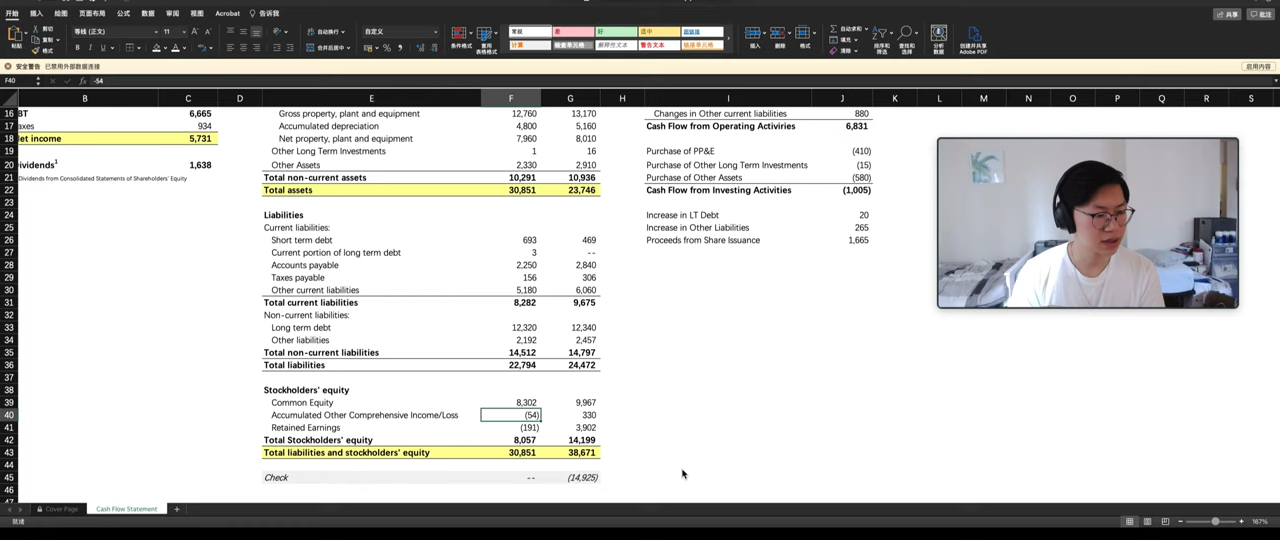 开始 插入 绘图 页面布局 公式 数据 审阅 视图 Acrobat 告诉我 共享 批注
粘贴 剪切 复制 格式 等线 (正文) 11 自动换行 合并后居中 自定义 条件格式 套用表格格式 常规 差 好 适中 超链接 计算 检查单元格 解释性文本 警告文本 链接单元格 插入 删除 格式 自动求和 填充 清除 排序和筛选 查找和选择 分析数据 创建并共享 Adobe PDF
安全警告 已禁用外部数据连接 启用内容
F40 fx -54
B C D E F G H I J K L M N O P Q R S
16 BT 6,665 Gross property, plant and equipment 12,760 13,170 Changes in Other current liabilities 880
17 axes 934 Accumulated depreciation 4,800 5,160 Cash Flow from Operating Activiries 6,831
18 et income 5,731 Net property, plant and equipment 7,960 8,010
19 Other Long Term Investments 1 16 Purchase of PP&E (410)
20 ividends1 1,638 Other Assets 2,330 2,910 Purchase of Other Long Term Investments (15)
21 Dividends from Consolidated Statements of Shareholders' Equity Total non-current assets 10,291 10,936 Purchase of Other Assets (580)
22 Total assets 30,851 23,746 Cash Flow from Investing Activities (1,005)
23
24 Liabilities Increase in LT Debt 20
25 Current liabilities: Increase in Other Liabilities 265
26 Short term debt 693 469 Proceeds from Share Issuance 1,665
27 Current portion of long term debt 3 --
28 Accounts payable 2,250 2,840
29 Taxes payable 156 306
30 Other current liabilities 5,180 6,060
31 Total current liabilities 8,282 9,675
32 Non-current liabilities:
33 Long term debt 12,320 12,340
34 Other liabilities 2,192 2,457
35 Total non-current liabilities 14,512 14,797
36 Total liabilities 22,794 24,472
37
38 Stockholders' equity
39 Common Equity 8,302 9,967
40 Accumulated Other Comprehensive Income/Loss (54) 330
41 Retained Earnings (191) 3,902
42 Total Stockholders' equity 8,057 14,199
43 Total liabilities and stockholders' equity 30,851 38,671
44
45 Check -- (14,925)
46
47
Cover Page Cash Flow Statement +
就绪 167%